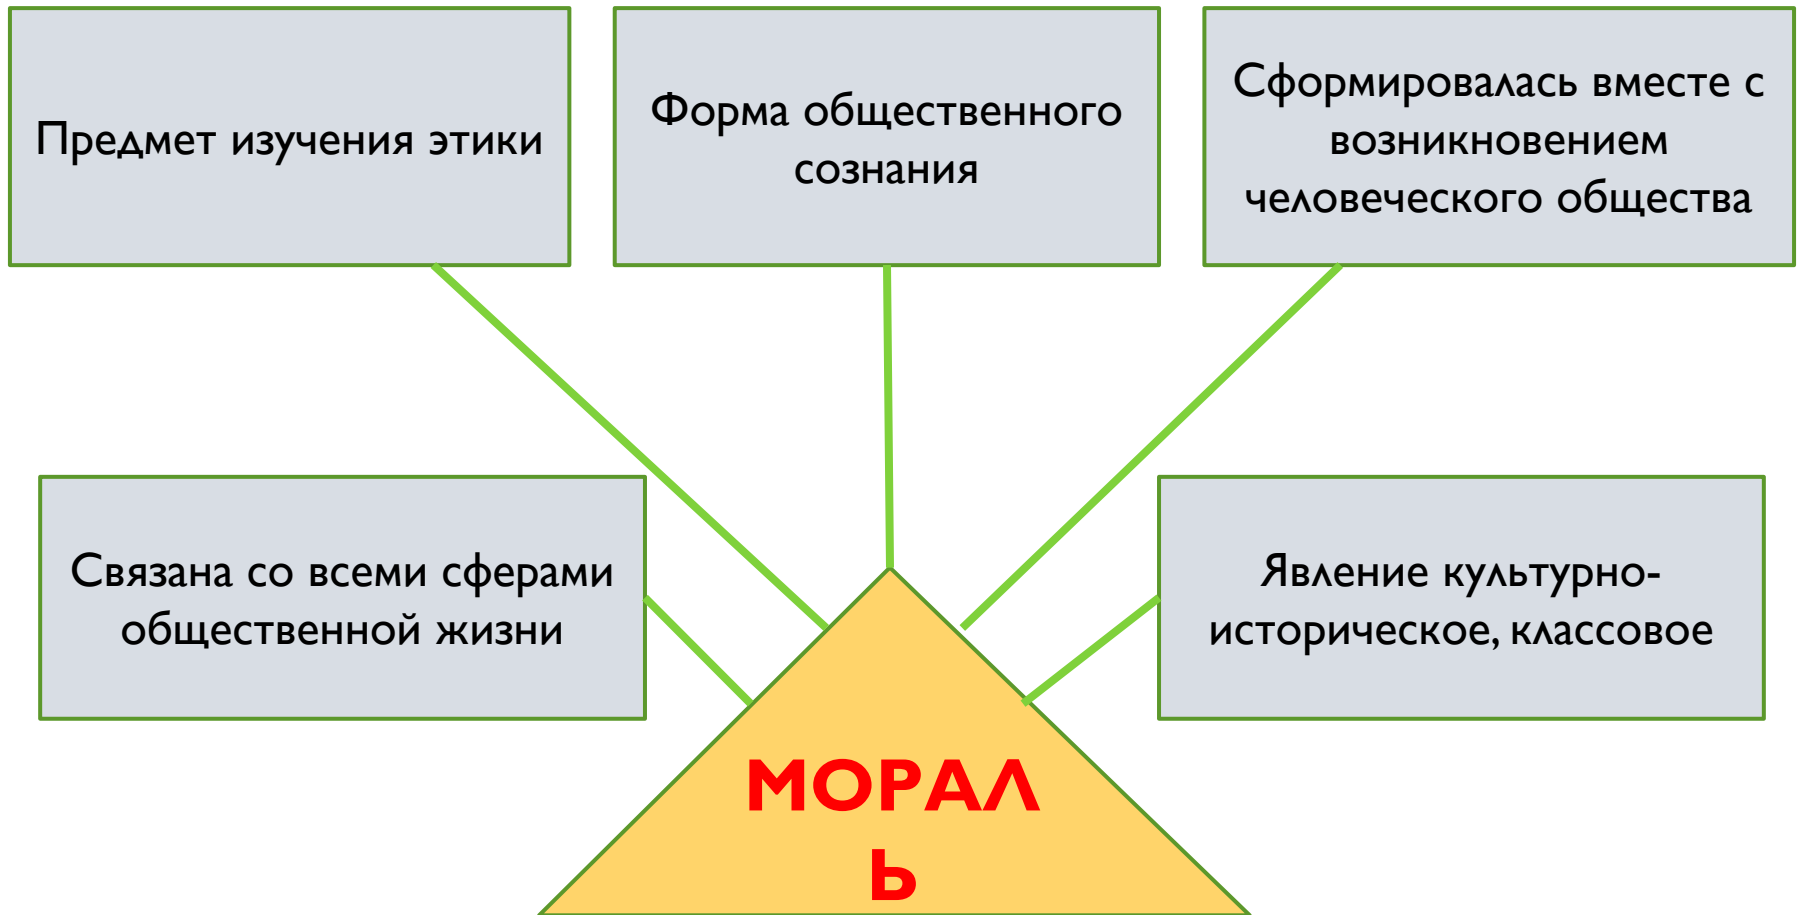 Предмет изучения этики
Форма общественного
сознания
Сформировалась вместе с
возникновением
человеческого общества
Связана со всеми сферами
общественной жизни
Явление культурно-
историческое, классовое
МОРАЛ
Ь